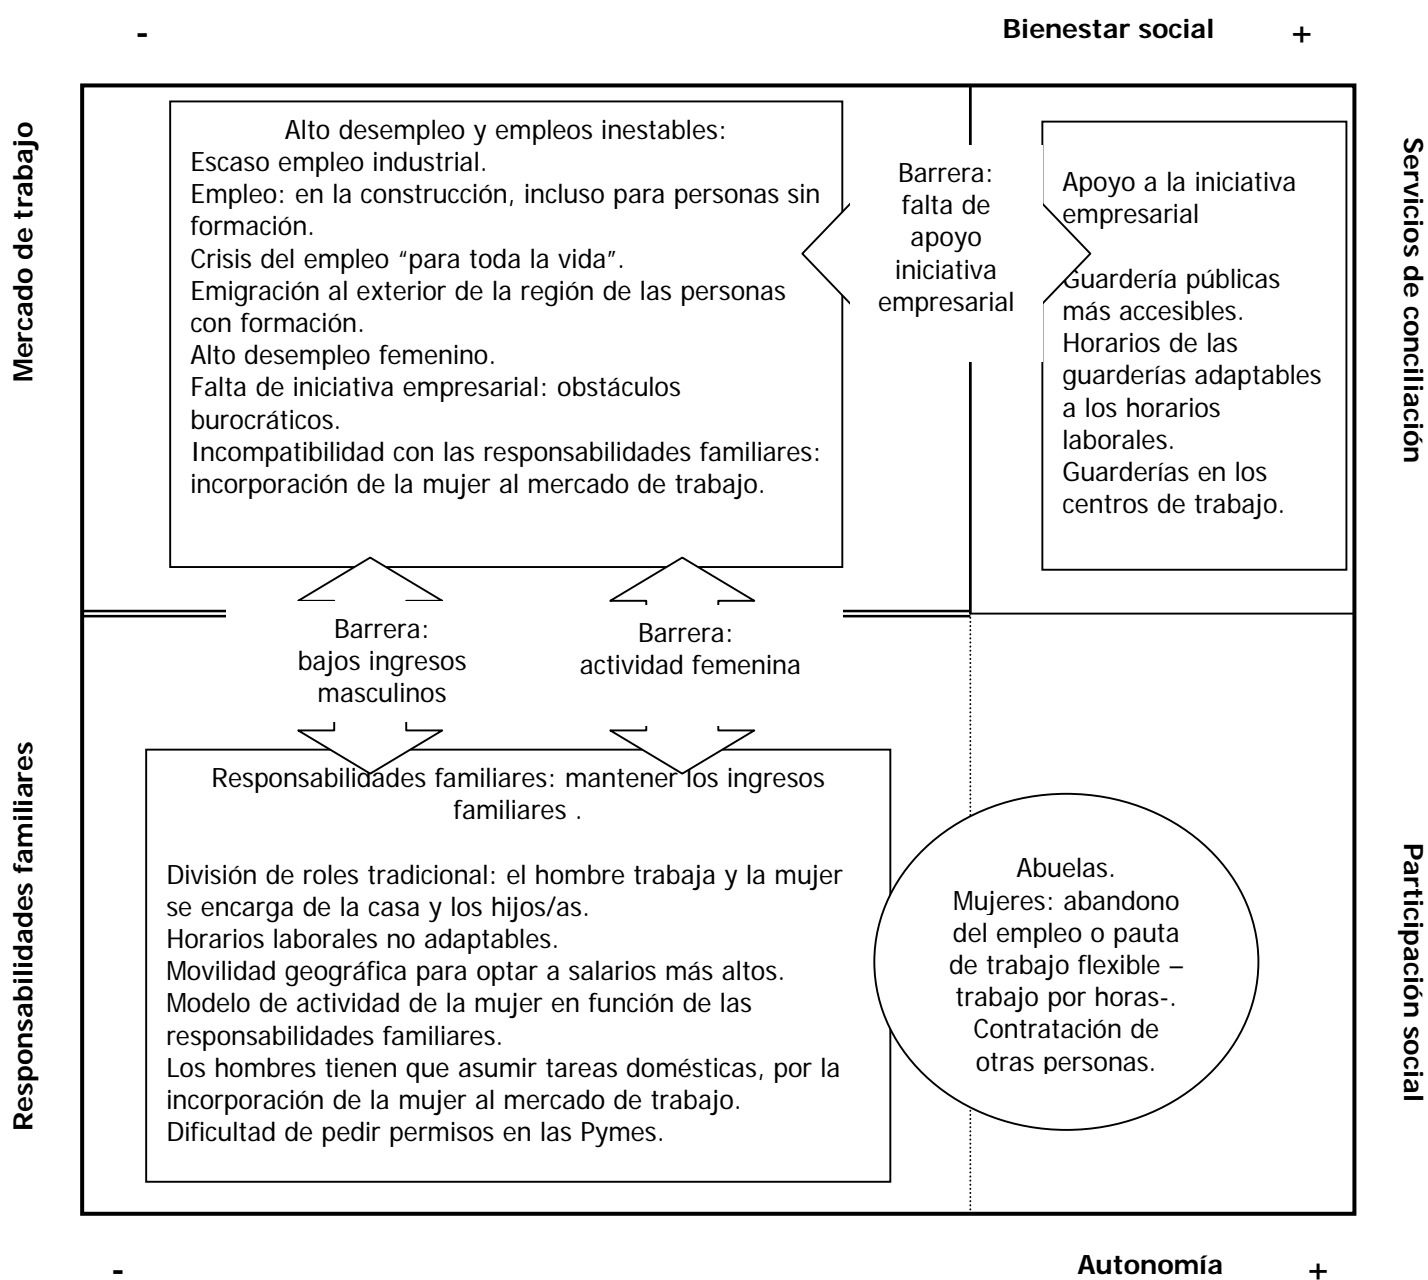 -
Bienestar social
+
Mercado de trabajo
Alto desempleo y empleos inestables:
Escaso empleo industrial.
Empleo: en la construcción, incluso para personas sin
formación.
Crisis del empleo “para toda la vida”.
Emigración al exterior de la región de las personas
con formación.
Alto desempleo femenino.
Falta de iniciativa empresarial: obstáculos
burocráticos.
Incompatibilidad con las responsabilidades familiares:
incorporación de la mujer al mercado de trabajo.
Barrera:
falta de
apoyo
iniciativa
empresarial
Apoyo a la iniciativa
empresarial
Guardería públicas
más accesibles.
Horarios de las
guarderías adaptables
a los horarios
laborales.
Guarderías en los
centros de trabajo.
Servicios de conciliación
Barrera:
bajos ingresos
masculinos
Barrera:
actividad femenina
Responsabilidades familiares
Responsabilidades familiares: mantener los ingresos
familiares .
División de roles tradicional: el hombre trabaja y la mujer
se encarga de la casa y los hijos/as.
Horarios laborales no adaptables.
Movilidad geográfica para optar a salarios más altos.
Modelo de actividad de la mujer en función de las
responsabilidades familiares.
Los hombres tienen que asumir tareas domésticas, por la
incorporación de la mujer al mercado de trabajo.
Dificultad de pedir permisos en las Pymes.
Abuelas.
Mujeres: abandono
del empleo o pauta
de trabajo flexible –
trabajo por horas-.
Contratación de
otras personas.
Participación social
-
Autonomía
+